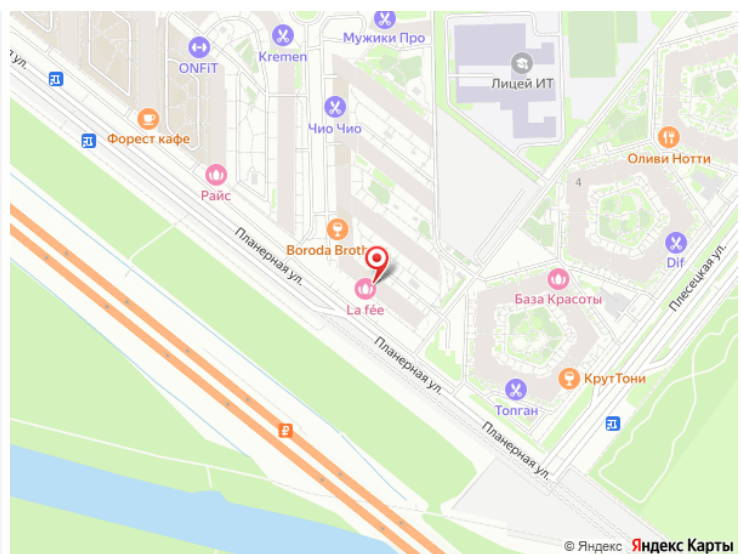 ул.
ONFiT
Kremen
Мужики Про
Лицей ИТ
Чио Чио
Форест кафе
Оливи Нотти
4
Райс
Планерная ул.
Boroda Broth
Dif
Плесецкая ул.
База Красоты
La fée
Планерная ул.
КрутТони
Топган
Планерная ул.
₽
© Яндекс Яндекс Карты